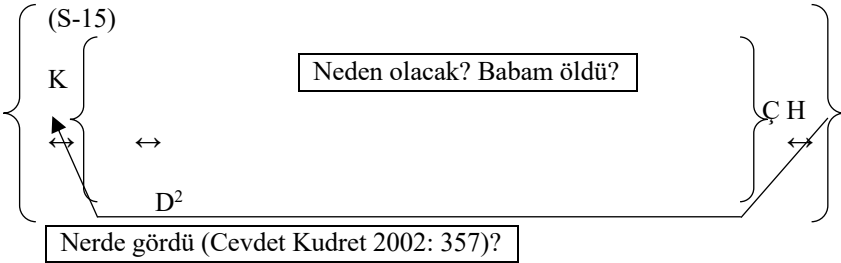 (S-15)
Neden olacak? Babam öldü?
K
Ç H
↔ ↔ ↔
D²
Nerde gördü (Cevdet Kudret 2002: 357)?